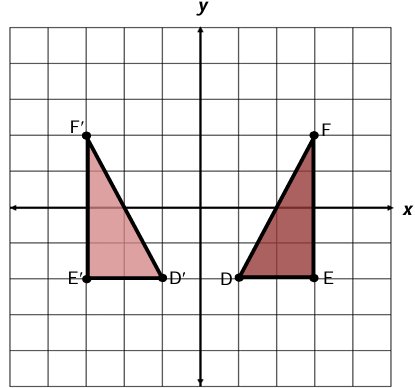 y
F′ F
x
E′ D′ D E